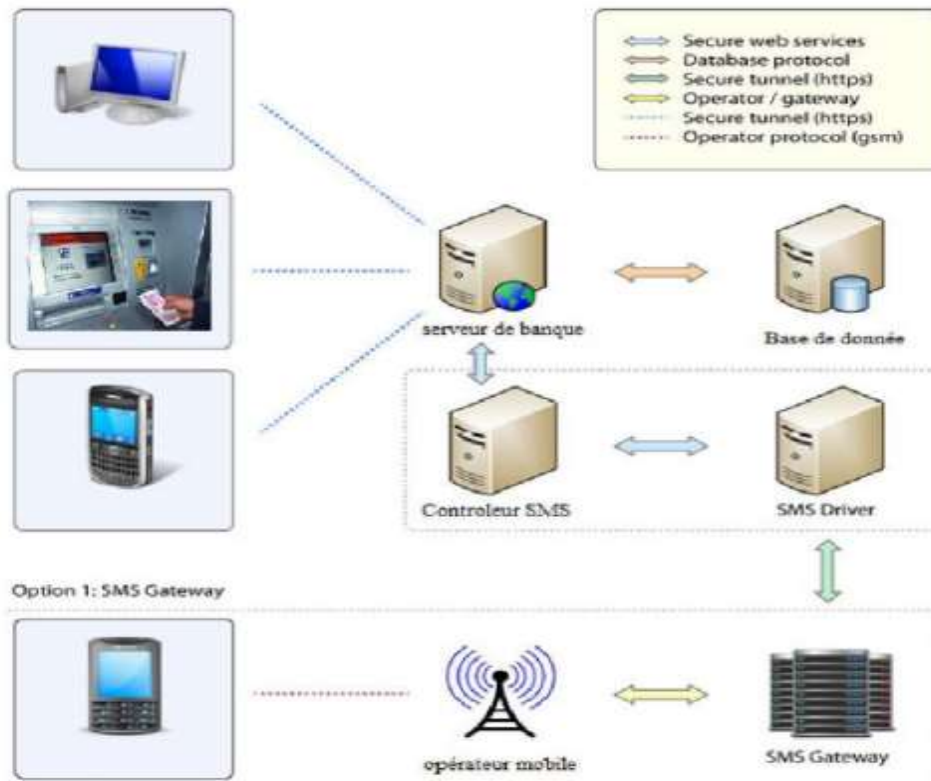 Secure web services
Database protocol
Secure tunnel (https)
Operator / gateway
Secure tunnel (https)
Operator protocol (gsm)
serveur de banque
Base de donnée
Controleur SMS
SMS Driver
Option 1: SMS Gateway
opérateur mobile
SMS Gateway